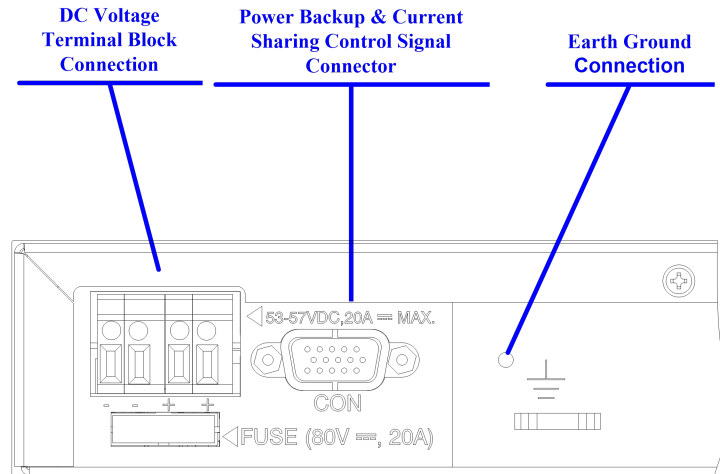 DC Voltage
Terminal Block
Connection
Power Backup & Current
Sharing Control Signal
Connector
Earth Ground
Connection
53-57VDC,20A ⎓ MAX.
CON
- - + +
FUSE (80V ⎓, 20A)